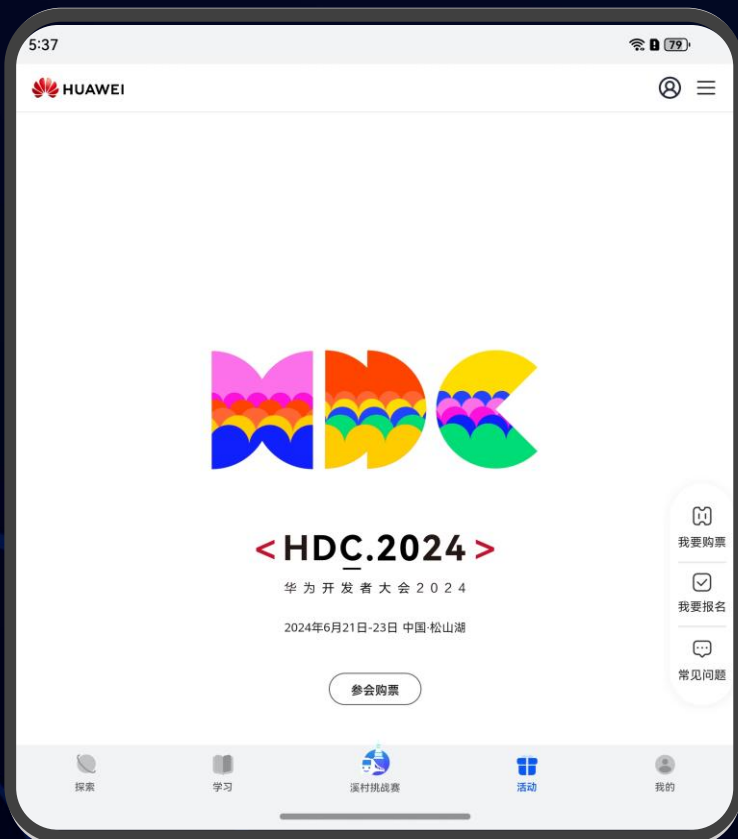 5:37
79
HUAWEI
HDC
<HDC.2024>
华为开发者大会2024
2024年6月21日-23日 中国·松山湖
参会购票
我要购票
我要报名
常见问题
探索
学习
溪村挑战赛
活动
我的